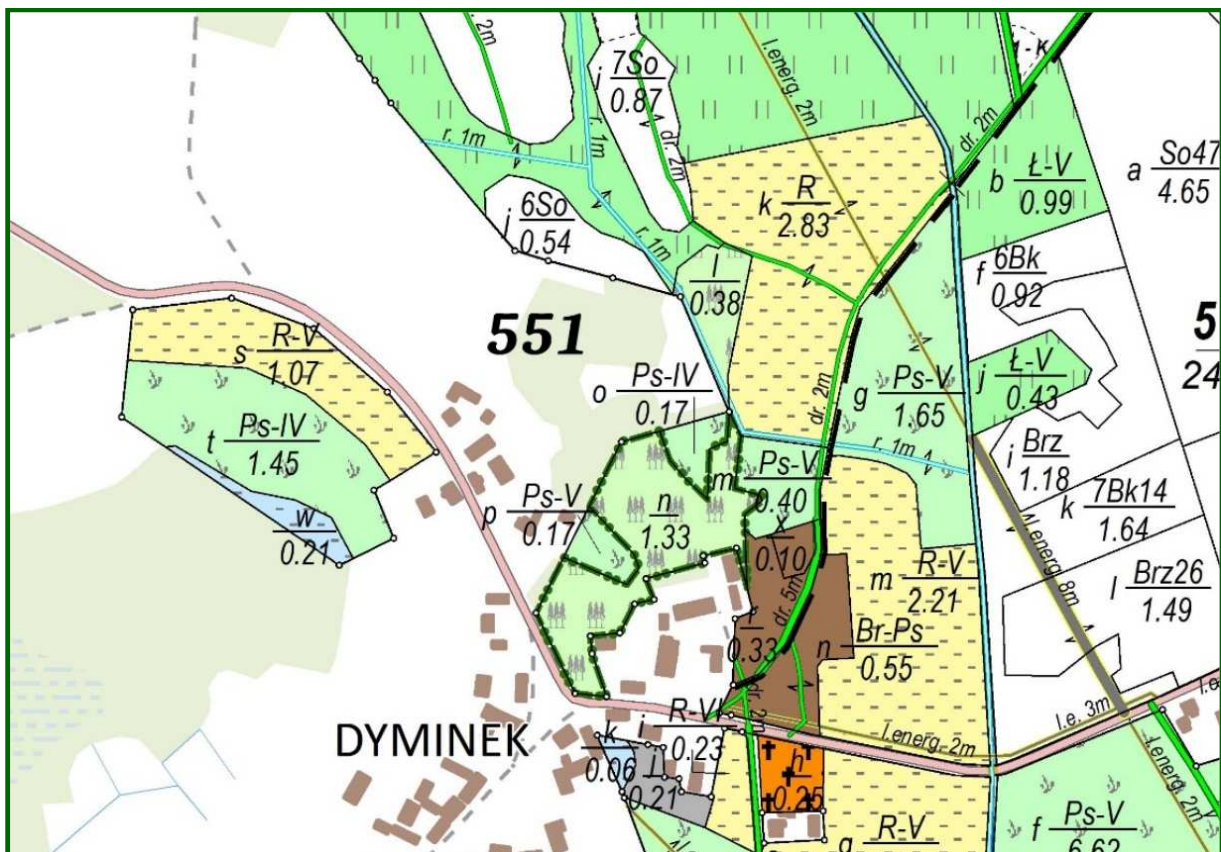 2m
7So
j
0.87
dr. 2m
l.energ. 2m
r. 1m
r. 1m
r. 1m
dr. 2m
b Ł-V
0.99
a So47
4.65
k R
2.83
j 6So
0.54
l
0.38
f 6Bk
0.92
551
5
24
s R-V
1.07
o Ps-IV
0.17
g Ps-V
1.65
j Ł-V
0.43
dr. 2m
r. 1m
t Ps-IV
1.45
m Ps-V
0.40
i Brz
1.18
k 7Bk14
1.64
p Ps-V
0.17
n
1.33
w
0.21
x
0.10
l.energ. 8m
m R-V
2.21
l Brz26
1.49
dr. 5m
r
0.33
n Br-Ps
0.55
DYMINEK
i R-VI
0.23
l.energ. 2m
l.e. 3m
l.e
k
0.06
l
0.21
h
0.25
l.energ. 2m
f Ps-V
6.62
R-V